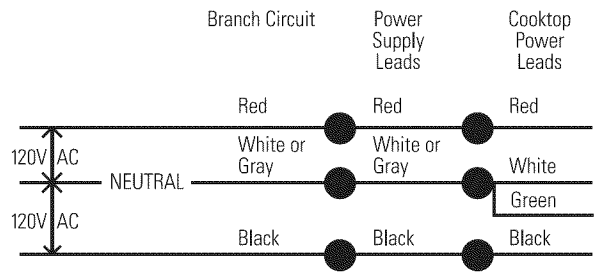 Branch Circuit
Power
Supply
Leads
Cooktop
Power
Leads
Red
Red
Red
120V AC
White or
Gray
White or
Gray
White
NEUTRAL
Green
120V AC
Black
Black
Black